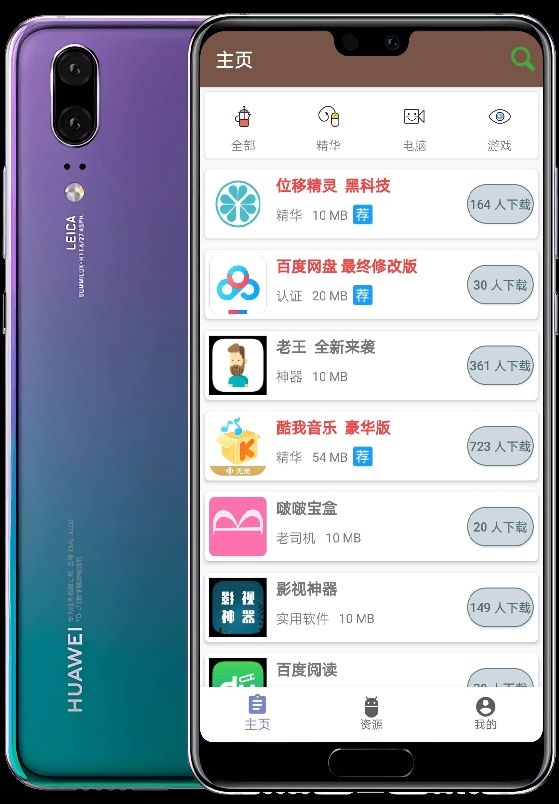 LEICA
SUMMILUX-H 1:1.6/27 ASPH.
HUAWEI
主页
全部
精华
电脑
游戏
位移精灵 黑科技
精华 10 MB 荐
164 人下载
百度网盘 最终修改版
认证 20 MB 荐
30 人下载
老王 全新来袭
神器 10 MB
361 人下载
酷我音乐 豪华版
精华 54 MB 荐
723 人下载
啵啵宝盒
老司机 10 MB
20 人下载
影视
神器
影视神器
实用软件 10 MB
149 人下载
百度阅读
人下载
主页
资源
我的